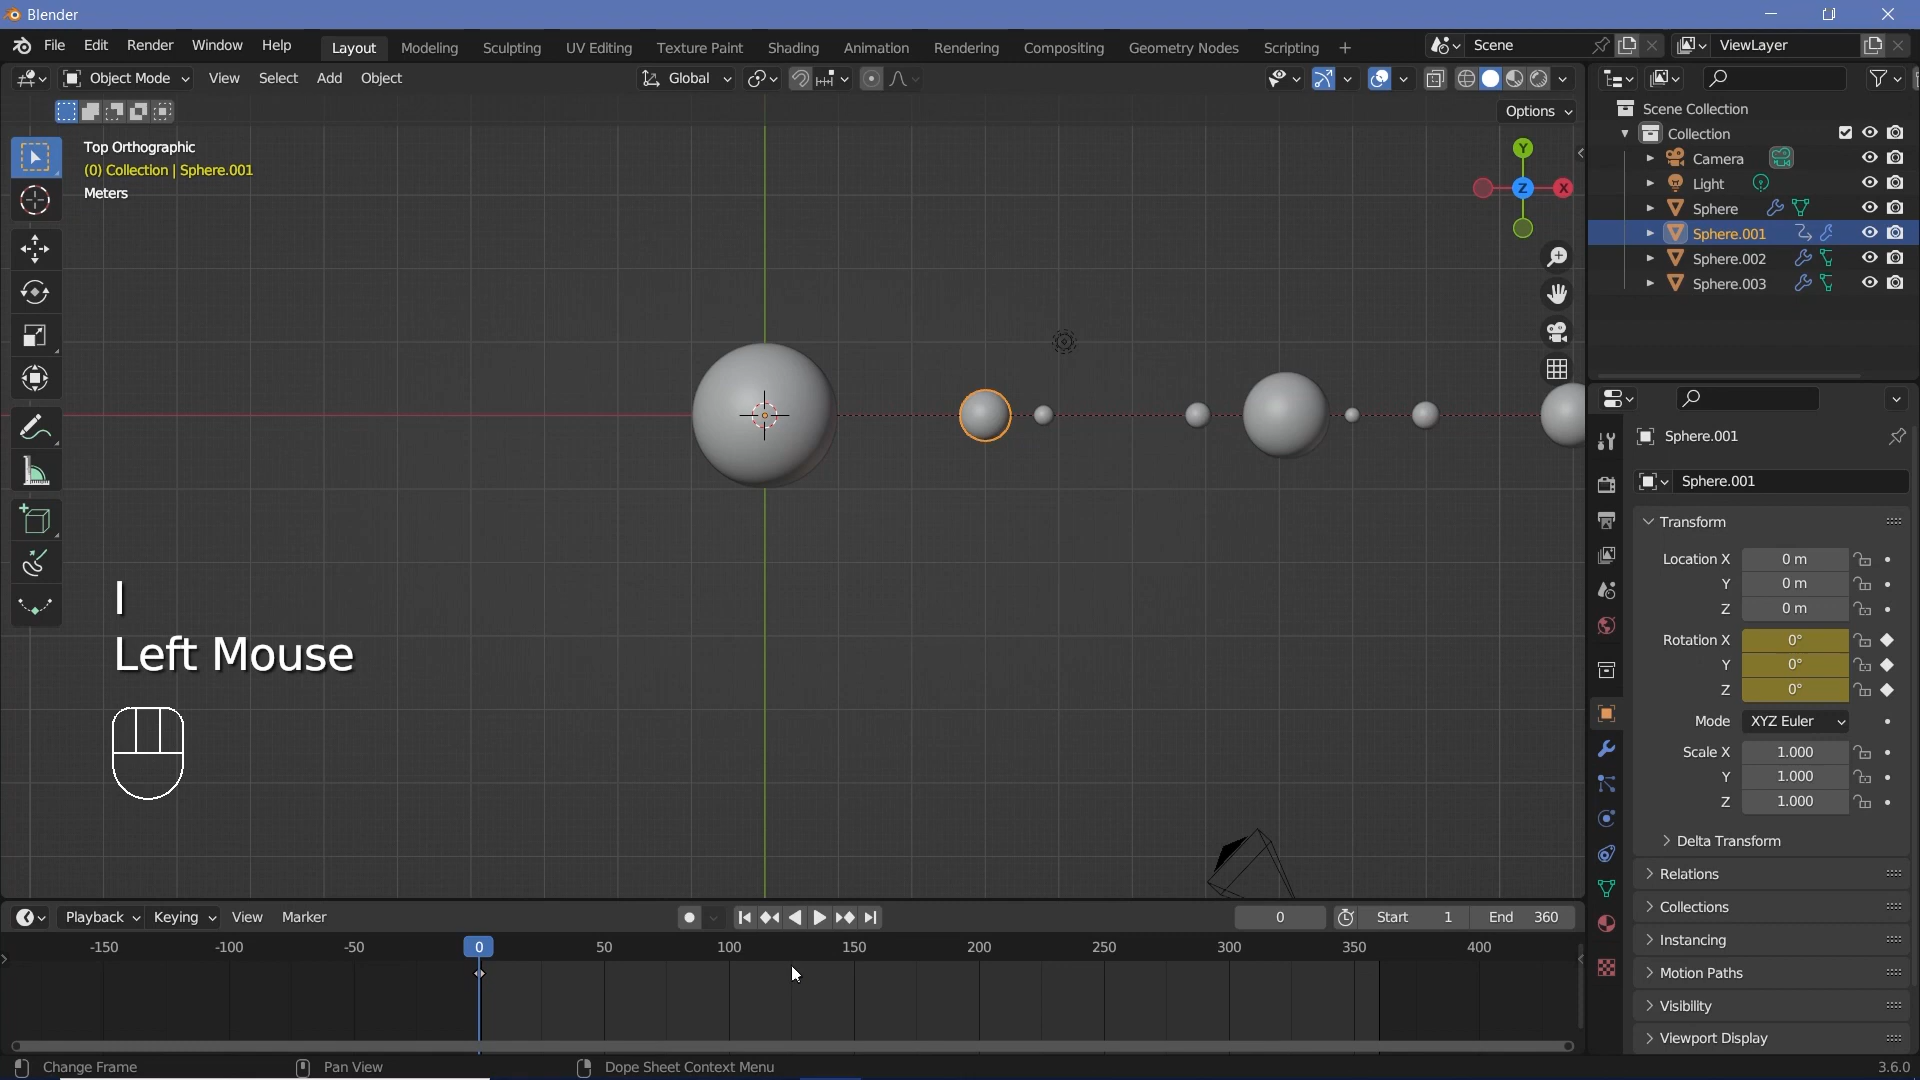 Blender
File Edit Render Window Help Layout Modeling Sculpting UV Editing Texture Paint Shading Animation Rendering Compositing Geometry Nodes Scripting + Scene ViewLayer
Object Mode View Select Add Object Global
Options
Top Orthographic
(0) Collection | Sphere.001
Meters
Y
Z
X
I
Left Mouse
Scene Collection
Collection
Camera
Light
Sphere
Sphere.001
Sphere.002
Sphere.003
Sphere.001
Sphere.001
Transform
Location X 0 m
Y 0 m
Z 0 m
Rotation X 0°
Y 0°
Z 0°
Mode XYZ Euler
Scale X 1.000
Y 1.000
Z 1.000
Delta Transform
Relations
Collections
Instancing
Motion Paths
Visibility
Viewport Display
Playback Keying View Marker 0 Start 1 End 360
-150 -100 -50 0 50 100 150 200 250 300 350 400
Change Frame Pan View Dope Sheet Context Menu 3.6.0